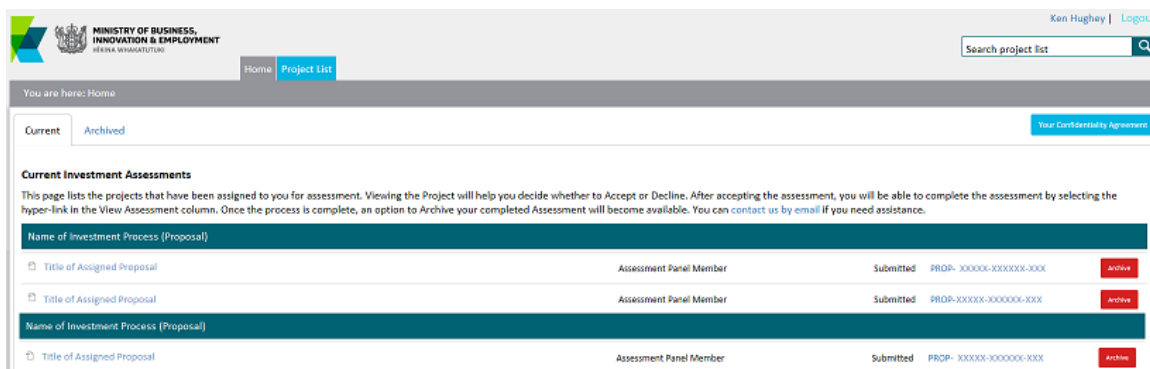 Ken Hughey | Logou
MINISTRY OF BUSINESS,
INNOVATION & EMPLOYMENT
HĪKINA WHAKATUTUKI
Search project list
Home Project List
You are here: Home
Current Archived
Your Confidentiality Agreement
Current Investment Assessments
This page lists the projects that have been assigned to you for assessment. Viewing the Project will help you decide whether to Accept or Decline. After accepting the assessment, you will be able to complete the assessment by selecting the
hyper-link in the View Assessment column. Once the process is complete, an option to Archive your completed Assessment will become available. You can contact us by email if you need assistance.
Name of Investment Process (Proposal)
Title of Assigned Proposal Assessment Panel Member Submitted PROP- XXXXX-XXXXXX-XXX Archive
Title of Assigned Proposal Assessment Panel Member Submitted PROP-XXXXX-XXXXXX-XXX Archive
Name of Investment Process (Proposal)
Title of Assigned Proposal Assessment Panel Member Submitted PROP- XXXXX-XXXXXX-XXX Archive